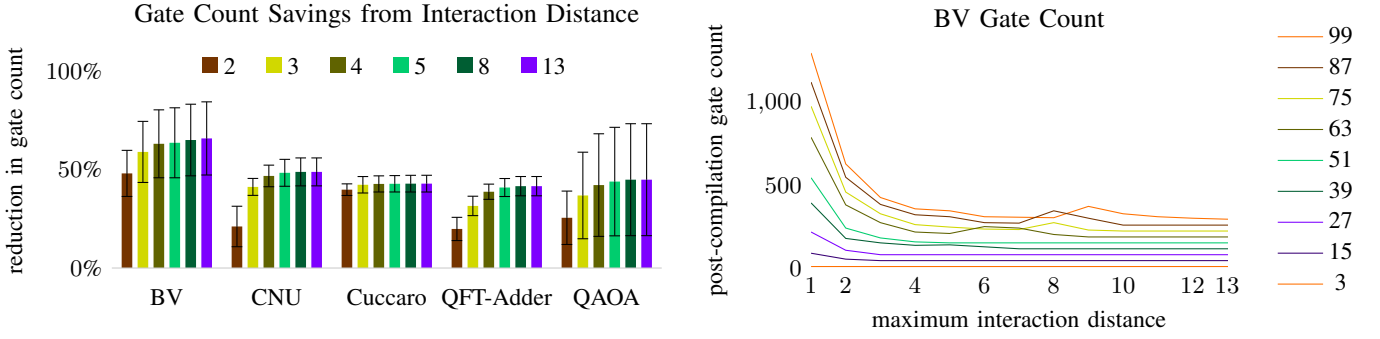 Gate Count Savings from Interaction Distance
reduction in gate count
100%
50%
0%
2 3 4 5 8 13
BV CNU Cuccaro QFT-Adder QAOA
BV Gate Count
post-compilation gate count
1,000
500
0
1 2 4 6 8 10 12 13
maximum interaction distance
99
87
75
63
51
39
27
15
3